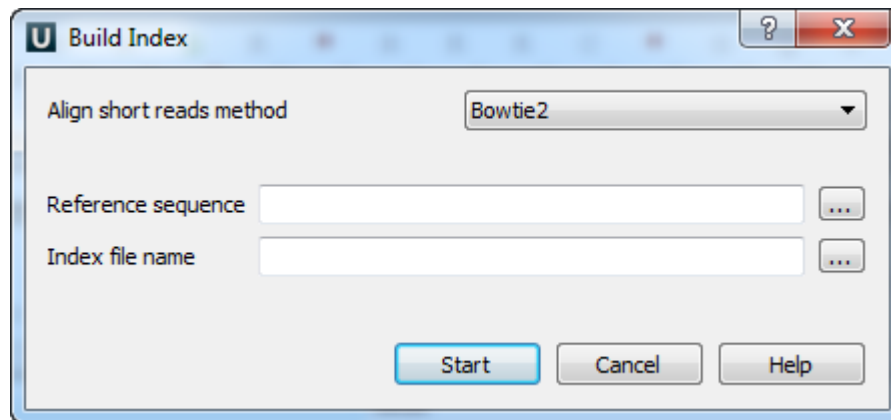 U Build Index
? X
Align short reads method Bowtie2
Reference sequence ...
Index file name ...
Start Cancel Help